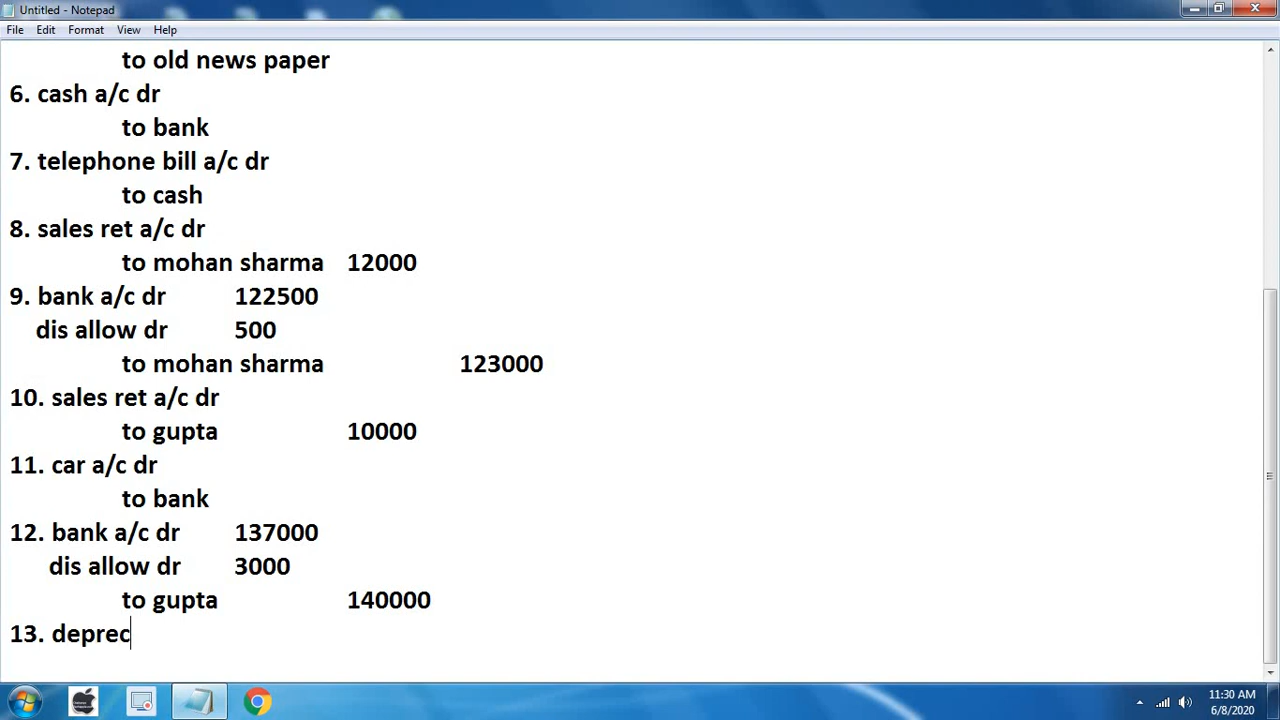 Untitled - Notepad
File Edit Format View Help
to old news paper
6. cash a/c dr
to bank
7. telephone bill a/c dr
to cash
8. sales ret a/c dr
to mohan sharma 12000
9. bank a/c dr 122500
dis allow dr 500
to mohan sharma 123000
10. sales ret a/c dr
to gupta 10000
11. car a/c dr
to bank
12. bank a/c dr 137000
dis allow dr 3000
to gupta 140000
13. deprec
11:30 AM
6/8/2020